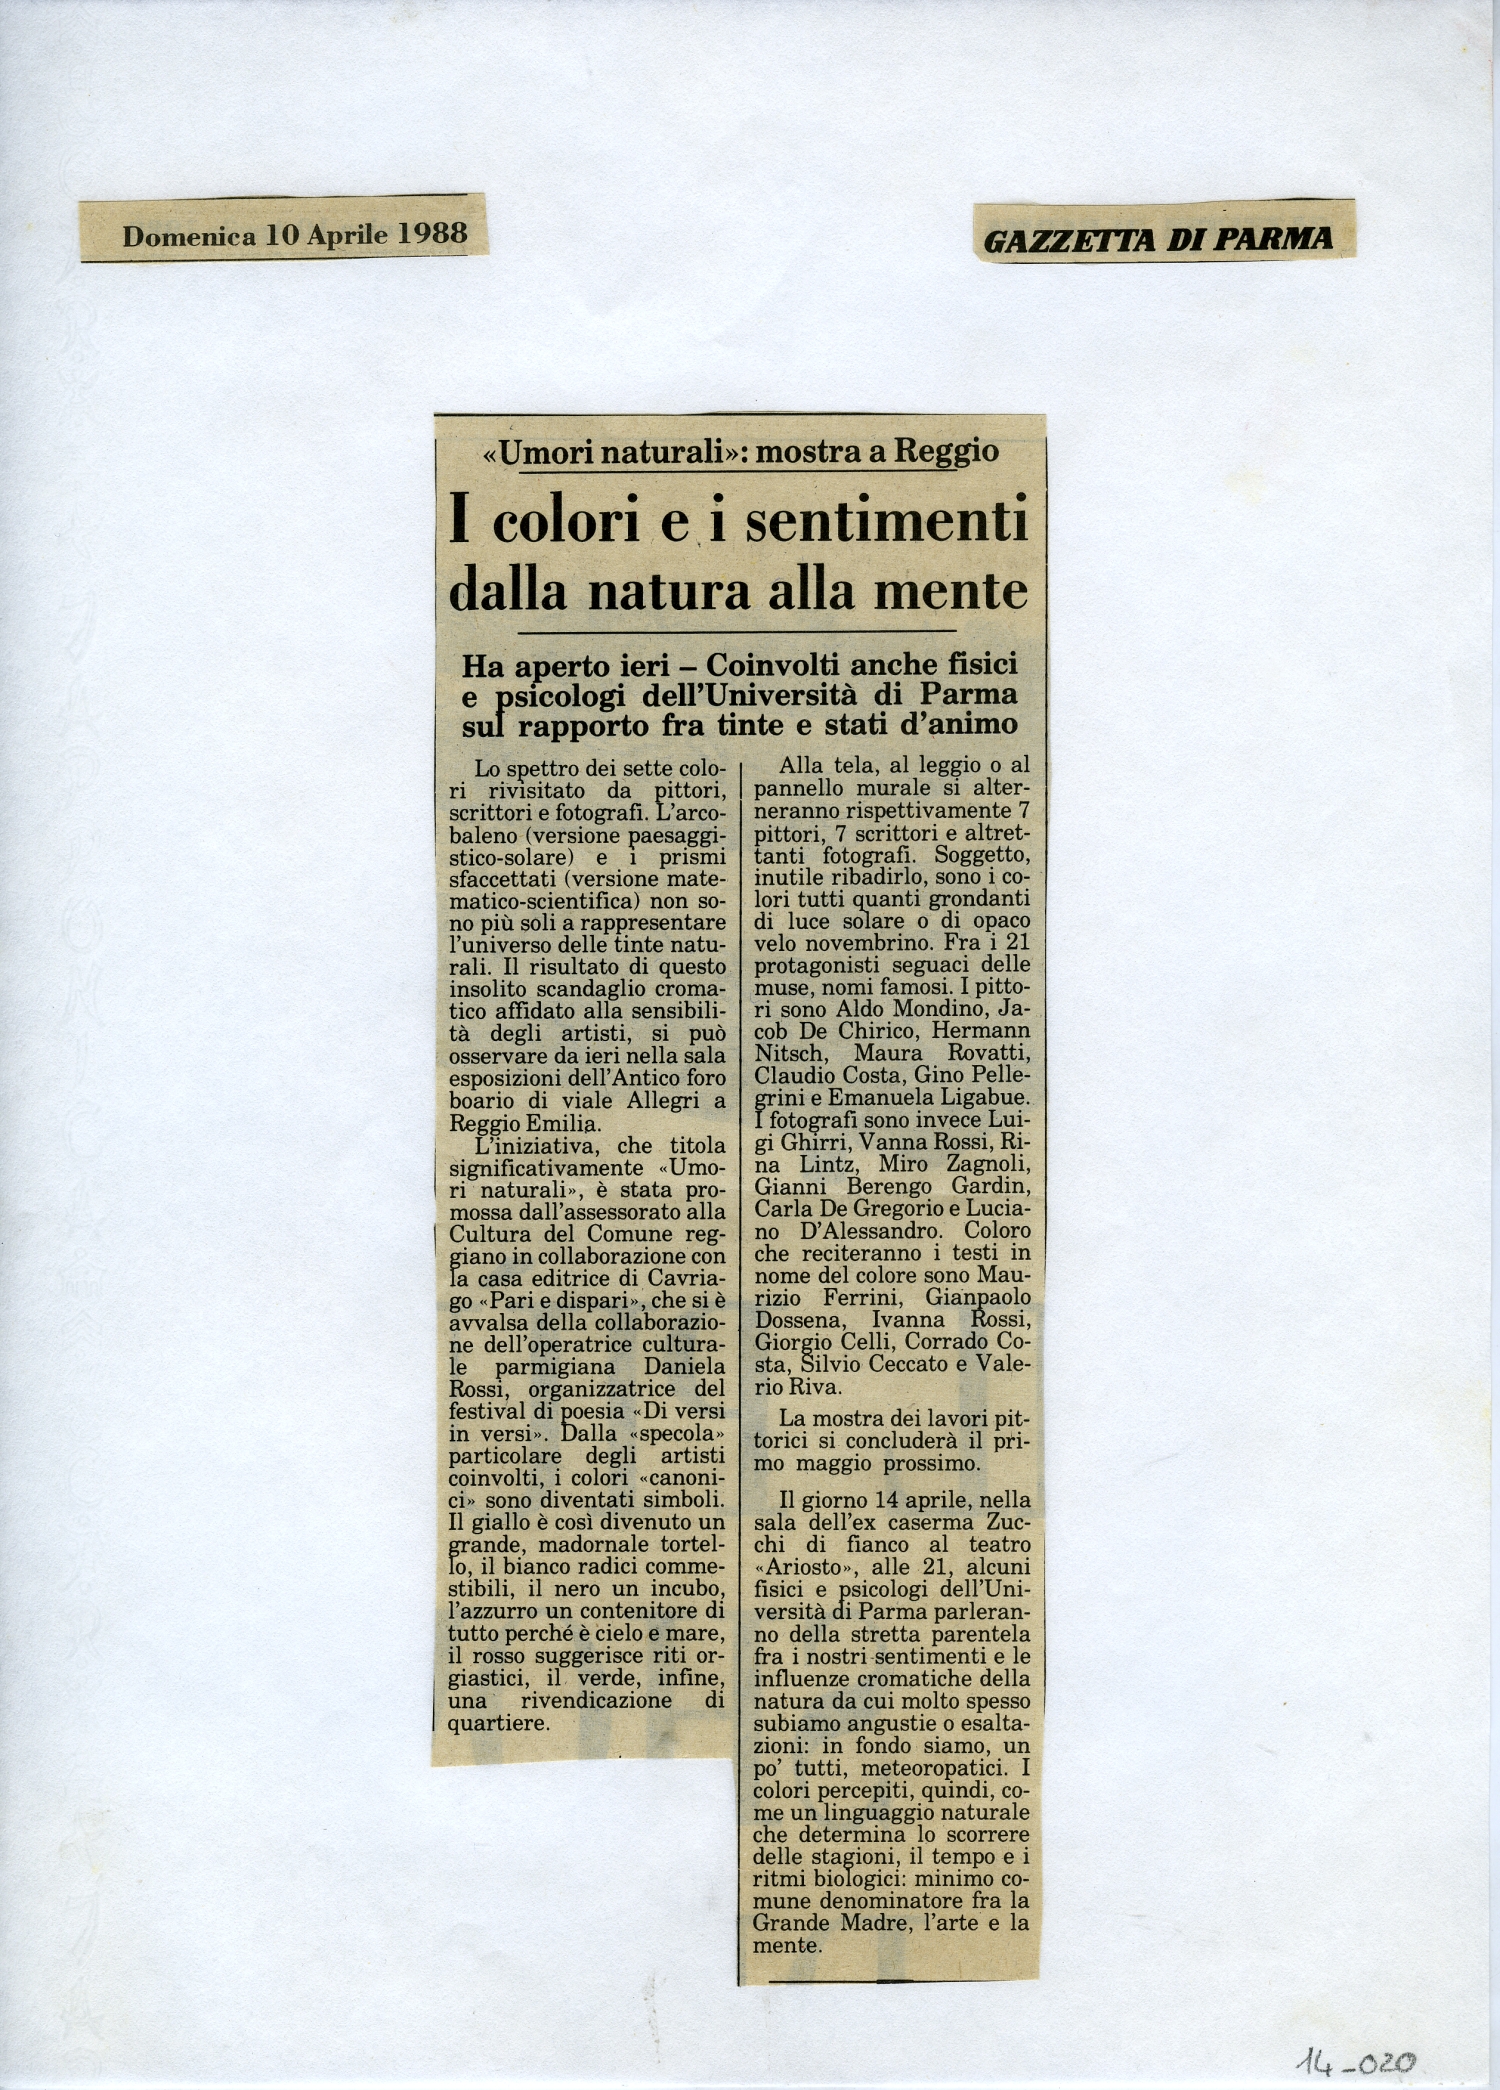 Domenica 10 Aprile 1988
GAZZETTA DI PARMA
«Umori naturali»: mostra a Reggio
I colori e i sentimenti
dalla natura alla mente
Ha aperto ieri – Coinvolti anche fisici
e psicologi dell'Università di Parma
sul rapporto fra tinte e stati d'animo
Lo spettro dei sette colo-
ri rivisitato da pittori,
scrittori e fotografi. L'arco-
baleno (versione paesaggi-
stico-solare) e i prismi
sfaccettati (versione mate-
matico-scientifica) non so-
no più soli a rappresentare
l'universo delle tinte natu-
rali. Il risultato di questo
insolito scandaglio croma-
tico affidato alla sensibili-
tà degli artisti, si può
osservare da ieri nella sala
esposizioni dell'Antico foro
boario di viale Allegri a
Reggio Emilia.
L'iniziativa, che titola
significativamente «Umo-
ri naturali», è stata pro-
mossa dall'assessorato alla
Cultura del Comune reg-
giano in collaborazione con
la casa editrice di Cavria-
go «Pari e dispari», che si è
avvalsa della collaborazio-
ne dell'operatrice cultura-
le parmigiana Daniela
Rossi, organizzatrice del
festival di poesia «Di versi
in versi». Dalla «specola»
particolare degli artisti
coinvolti, i colori «canoni-
ci» sono diventati simboli.
Il giallo è così divenuto un
grande, madornale tortel-
lo, il bianco radici comme-
stibili, il nero un incubo,
l'azzurro un contenitore di
tutto perché è cielo e mare,
il rosso suggerisce riti or-
giastici, il verde, infine,
una rivendicazione di
quartiere.
Alla tela, al leggio o al
pannello murale si alter-
neranno rispettivamente 7
pittori, 7 scrittori e altret-
tanti fotografi. Soggetto,
inutile ribadirlo, sono i co-
lori tutti quanti grondanti
di luce solare o di opaco
velo novembrino. Fra i 21
protagonisti seguaci delle
muse, nomi famosi. I pitto-
ri sono Aldo Mondino, Ja-
cob De Chirico, Hermann
Nitsch, Maura Rovatti,
Claudio Costa, Gino Pelle-
grini e Emanuela Ligabue.
I fotografi sono invece Lui-
gi Ghirri, Vanna Rossi, Ri-
na Lintz, Miro Zagnoli,
Gianni Berengo Gardin,
Carla De Gregorio e Lucia-
no D'Alessandro. Coloro
che reciteranno i testi in
nome del colore sono Mau-
rizio Ferrini, Gianpaolo
Dossena, Ivanna Rossi,
Giorgio Celli, Corrado Co-
sta, Silvio Ceccato e Vale-
rio Riva.
La mostra dei lavori pit-
torici si concluderà il pri-
mo maggio prossimo.
Il giorno 14 aprile, nella
sala dell'ex caserma Zuc-
chi di fianco al teatro
«Ariosto», alle 21, alcuni
fisici e psicologi dell'Uni-
versità di Parma parleran-
no della stretta parentela
fra i nostri sentimenti e le
influenze cromatiche della
natura da cui molto spesso
subiamo angustie o esalta-
zioni: in fondo siamo, un
po' tutti, meteoropatici. I
colori percepiti, quindi, co-
me un linguaggio naturale
che determina lo scorrere
delle stagioni, il tempo e i
ritmi biologici: minimo co-
mune denominatore fra la
Grande Madre, l'arte e la
mente.
14-020